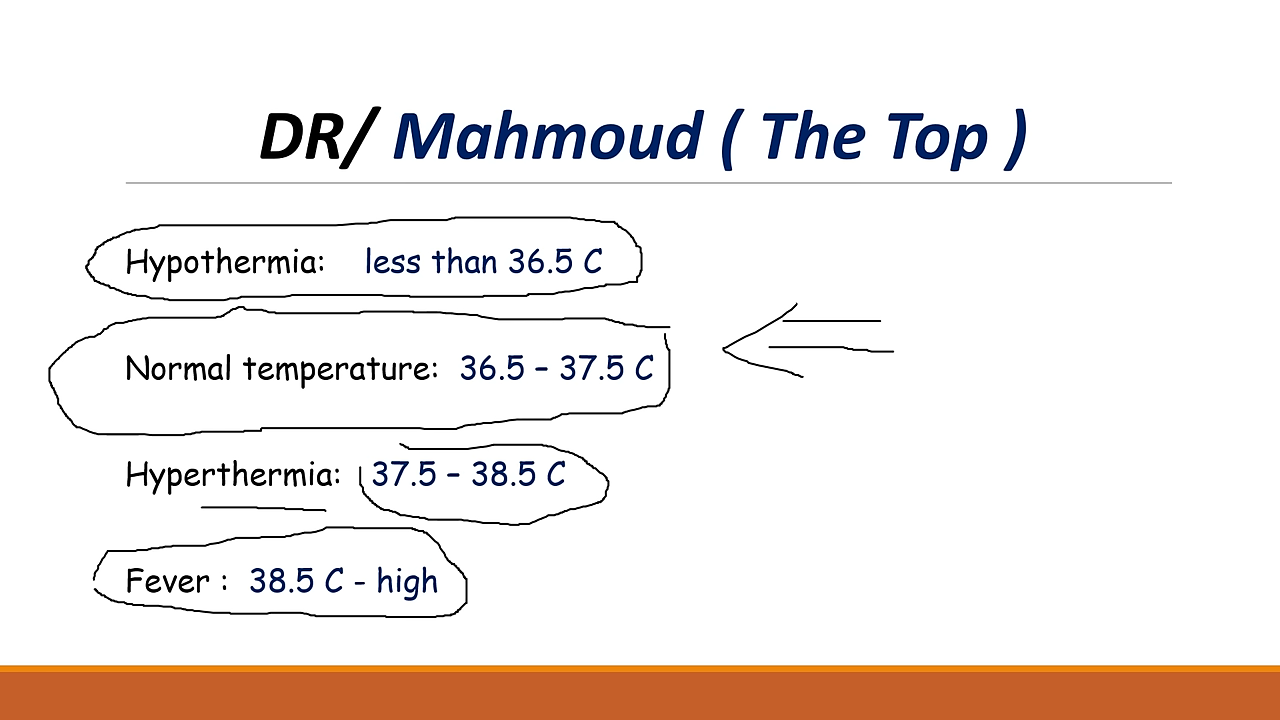 DR/ Mahmoud ( The Top )
Hypothermia: less than 36.5 C
Normal temperature: 36.5 – 37.5 C
Hyperthermia: 37.5 – 38.5 C
Fever : 38.5 C - high